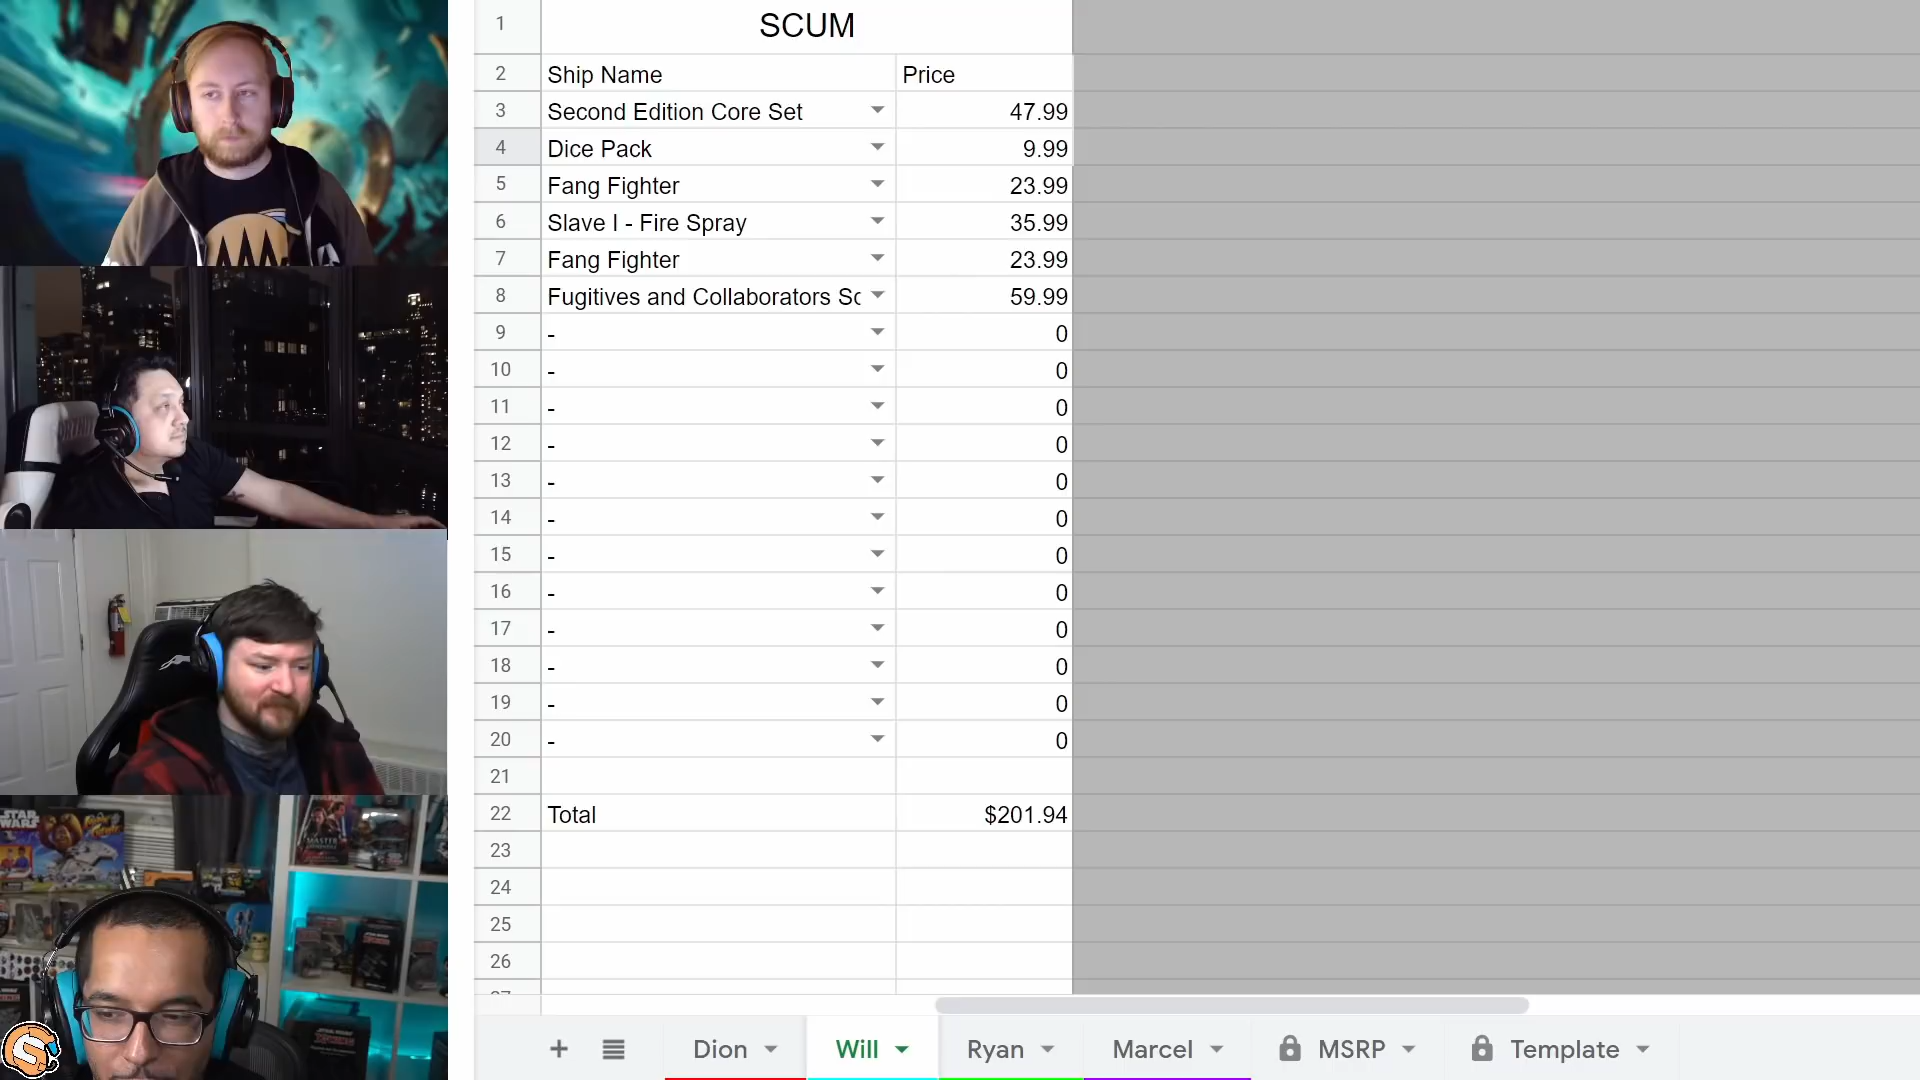 1 SCUM
2 Ship Name Price
3 Second Edition Core Set 47.99
4 Dice Pack 9.99
5 Fang Fighter 23.99
6 Slave I - Fire Spray 35.99
7 Fang Fighter 23.99
8 Fugitives and Collaborators Sc 59.99
9 - 0
10 - 0
11 - 0
12 - 0
13 - 0
14 - 0
15 - 0
16 - 0
17 - 0
18 - 0
19 - 0
20 - 0
21
22 Total $201.94
23
24
25
26
27
+ Dion Will Ryan Marcel MSRP Template
STAR
WARS
S